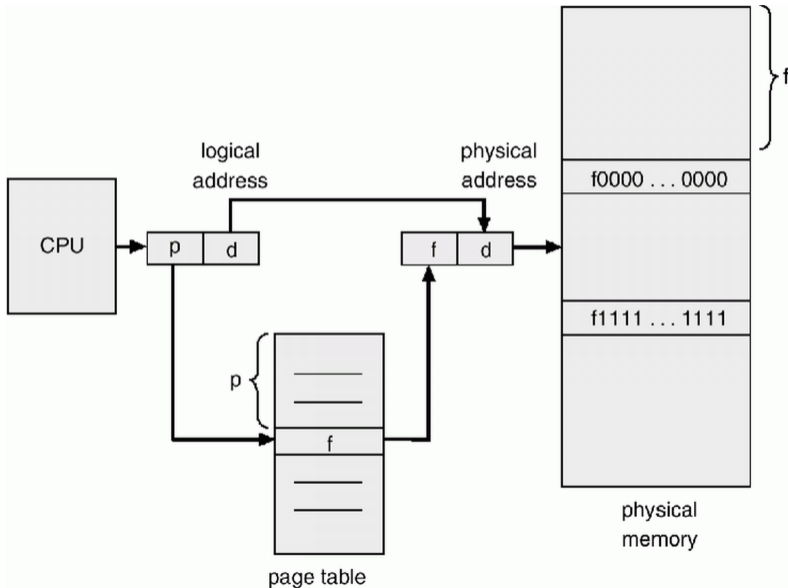 f
logical
address
physical
address
f0000 . . . 0000
CPU
p
d
f
d
f1111 . . . 1111
p
f
physical
memory
page table